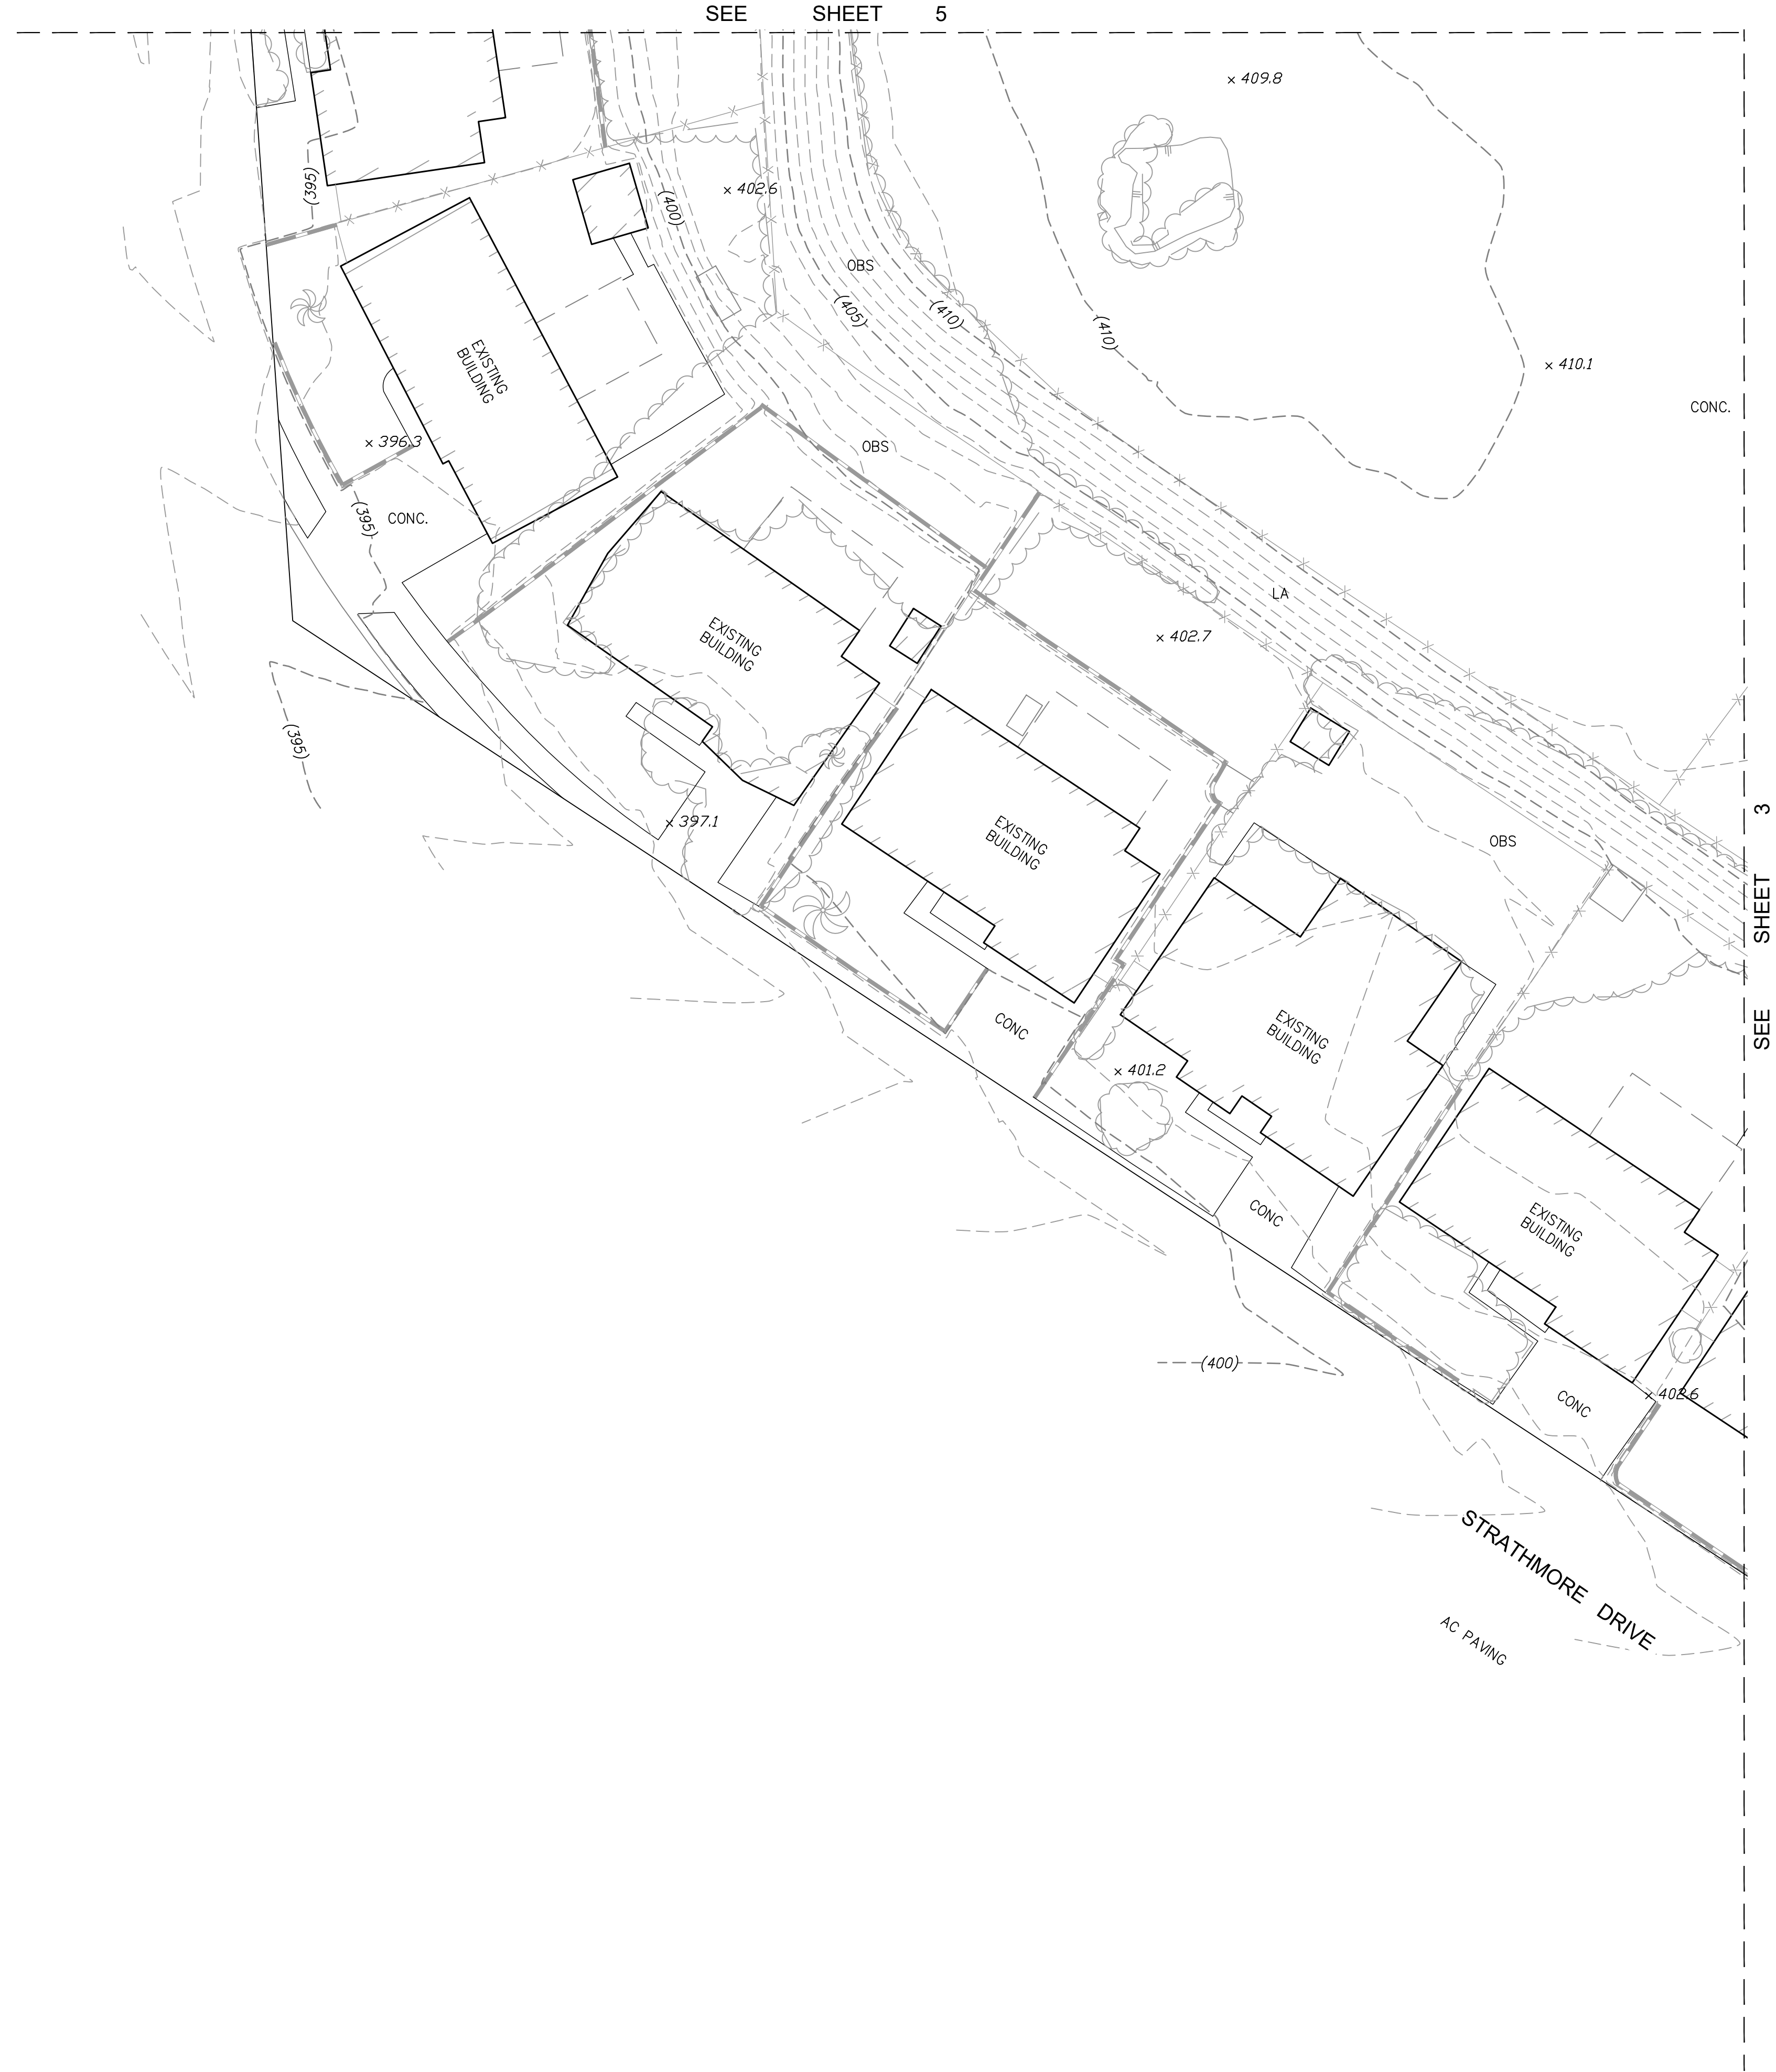 SEE SHEET 5
× 409.8
(395)
× 402.6
(400)
OBS
(405)
(410)
(410)
× 410.1
EXISTING
BUILDING
CONC.
× 396.3
OBS
(395)
CONC.
LA
EXISTING
BUILDING
× 402.7
(395)
× 397.1
EXISTING
BUILDING
OBS
SEE SHEET 3
CONC
EXISTING
BUILDING
× 401.2
CONC
EXISTING
BUILDING
(400)
× 402.6
CONC
STRATHMORE DRIVE
AC PAVING